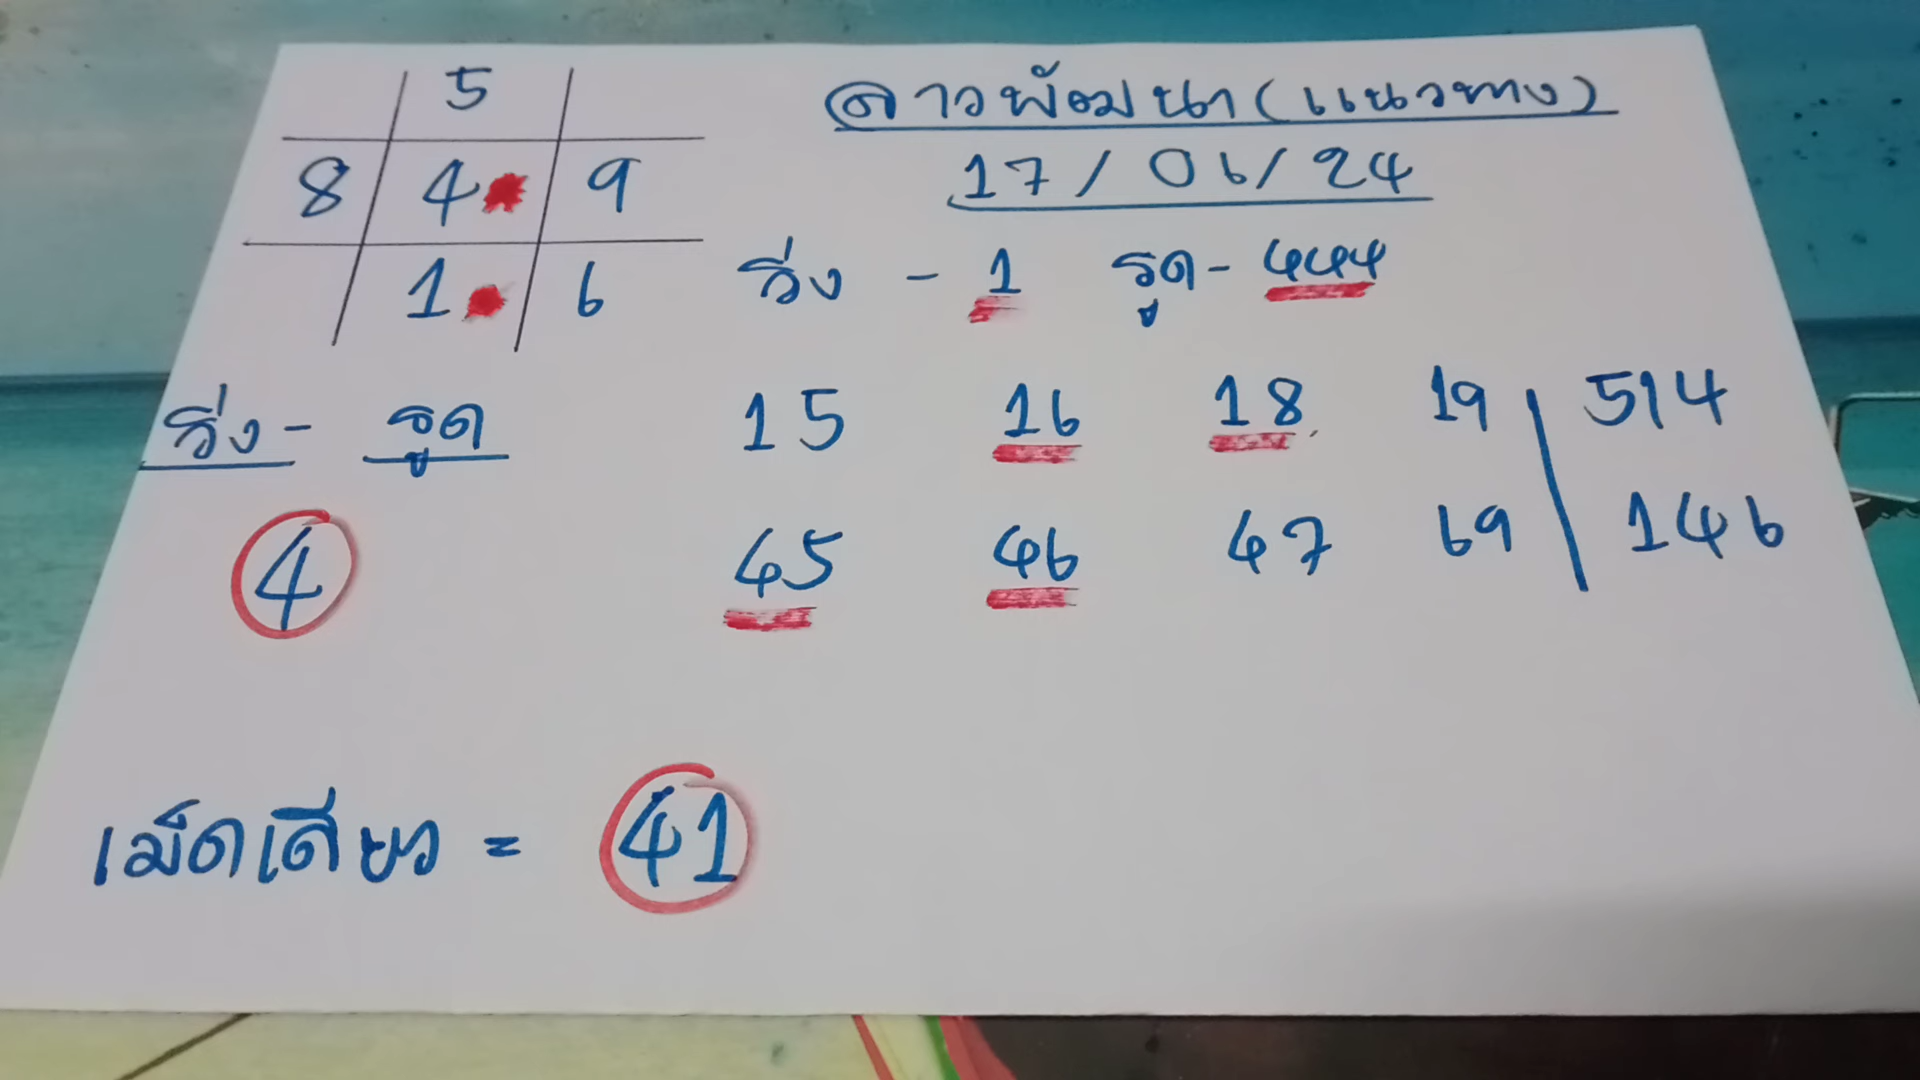 5
8 4 9
1 6
ลาวพัฒนา (แนวทาง)
17/06/24
วิ่ง - 1 รูด - 444
วิ่ง - รูด
4
15 16 18 19 514
45 46 47 69 146
เม็ดเดียว = 41